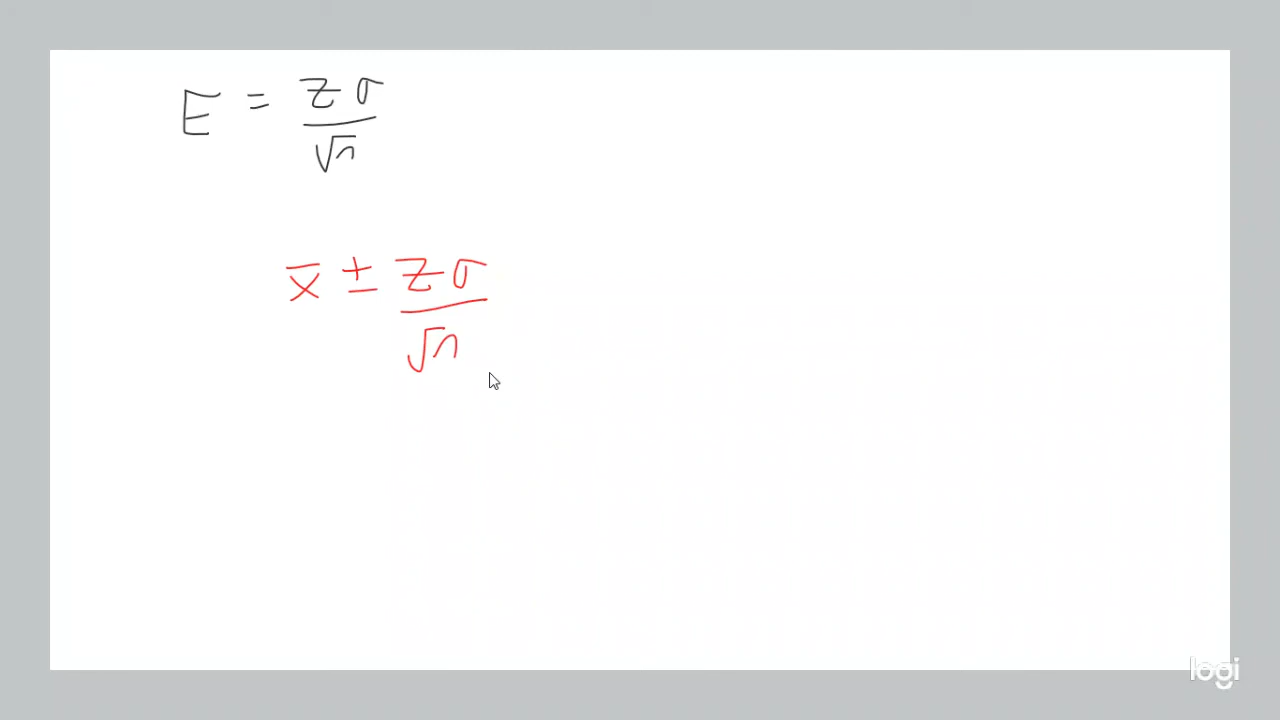 E = zσ/√n
x̄ ± zσ/√n
logi